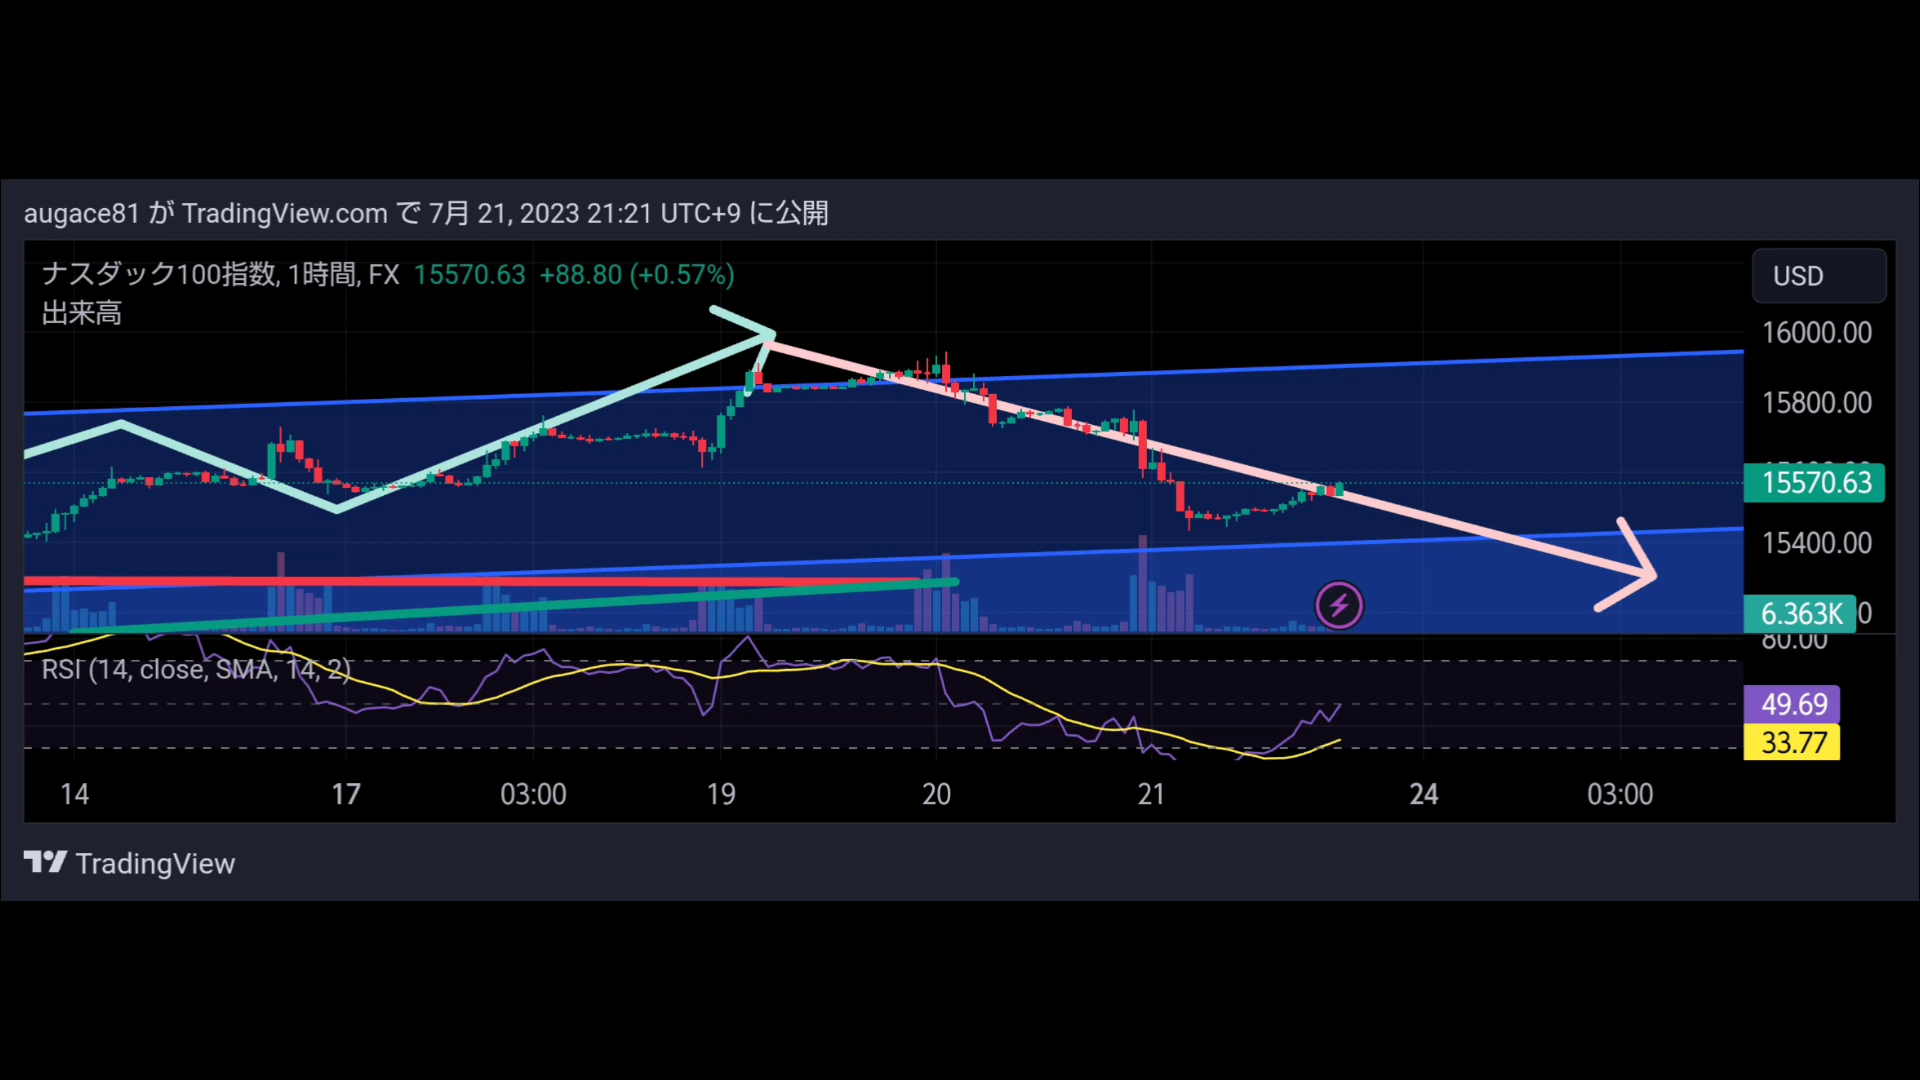 augace81 が TradingView.com で 7月 21, 2023 21:21 UTC+9 に公開
ナスダック100指数, 1時間, FX 15570.63 +88.80 (+0.57%)
出来高
USD
16000.00
15800.00
15570.63
15400.00
6.363K
80.00
RSI (14, close, SMA, 14, 2)
49.69
33.77
14 17 03:00 19 20 21 24 03:00
TradingView